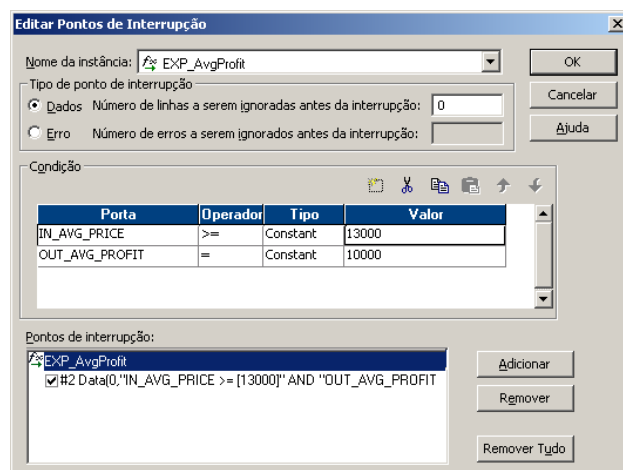 Editar Pontos de Interrupção
Nome da instância: EXP_AvgProfit
OK
Tipo de ponto de interrupção
Dados Número de linhas a serem ignoradas antes da interrupção: 0
Cancelar
Erro Número de erros a serem ignorados antes da interrupção:
Ajuda
Condição
Porta Operador Tipo Valor
IN_AVG_PRICE >= Constant 13000
OUT_AVG_PROFIT = Constant 10000
Pontos de interrupção:
EXP_AvgProfit
#2 Data(0,"IN_AVG_PRICE >= [13000]" AND "OUT_AVG_PROFIT
Adicionar
Remover
Remover Tudo